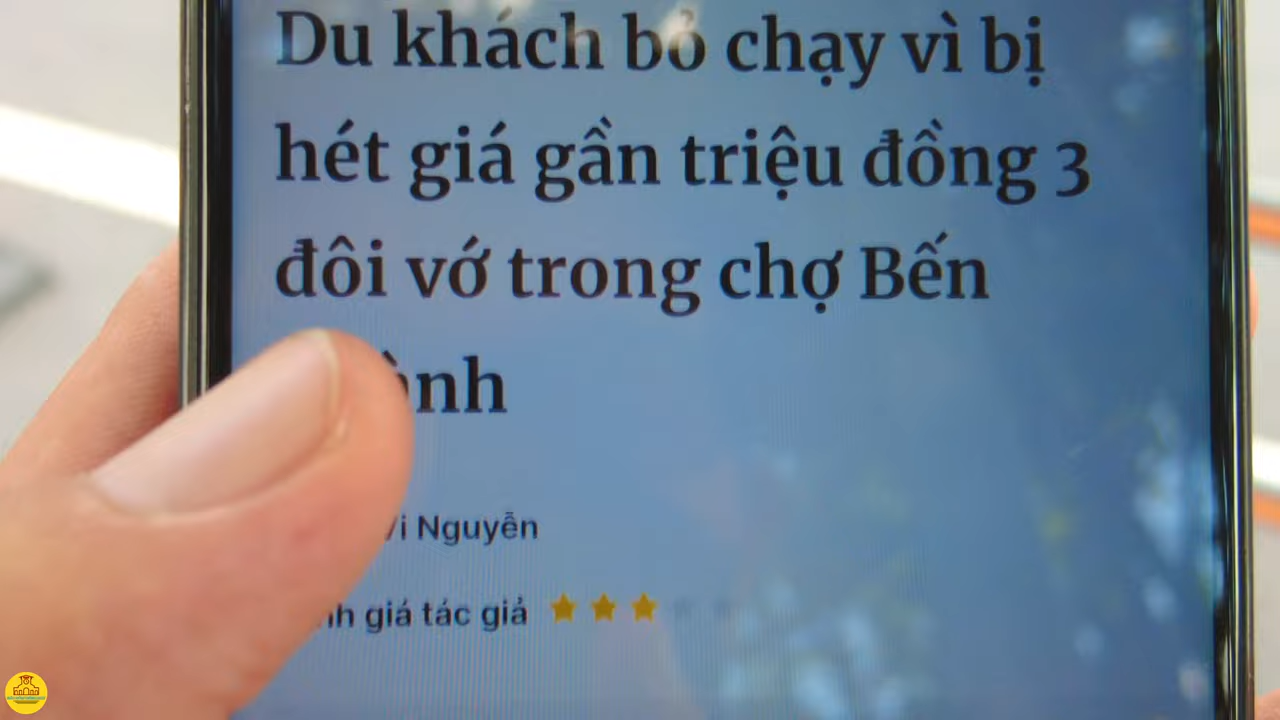 Du khách bỏ chạy vì bị
hét giá gần triệu đồng 3
đôi vớ trong chợ Bến
ành
Nguyễn
giá tác giả